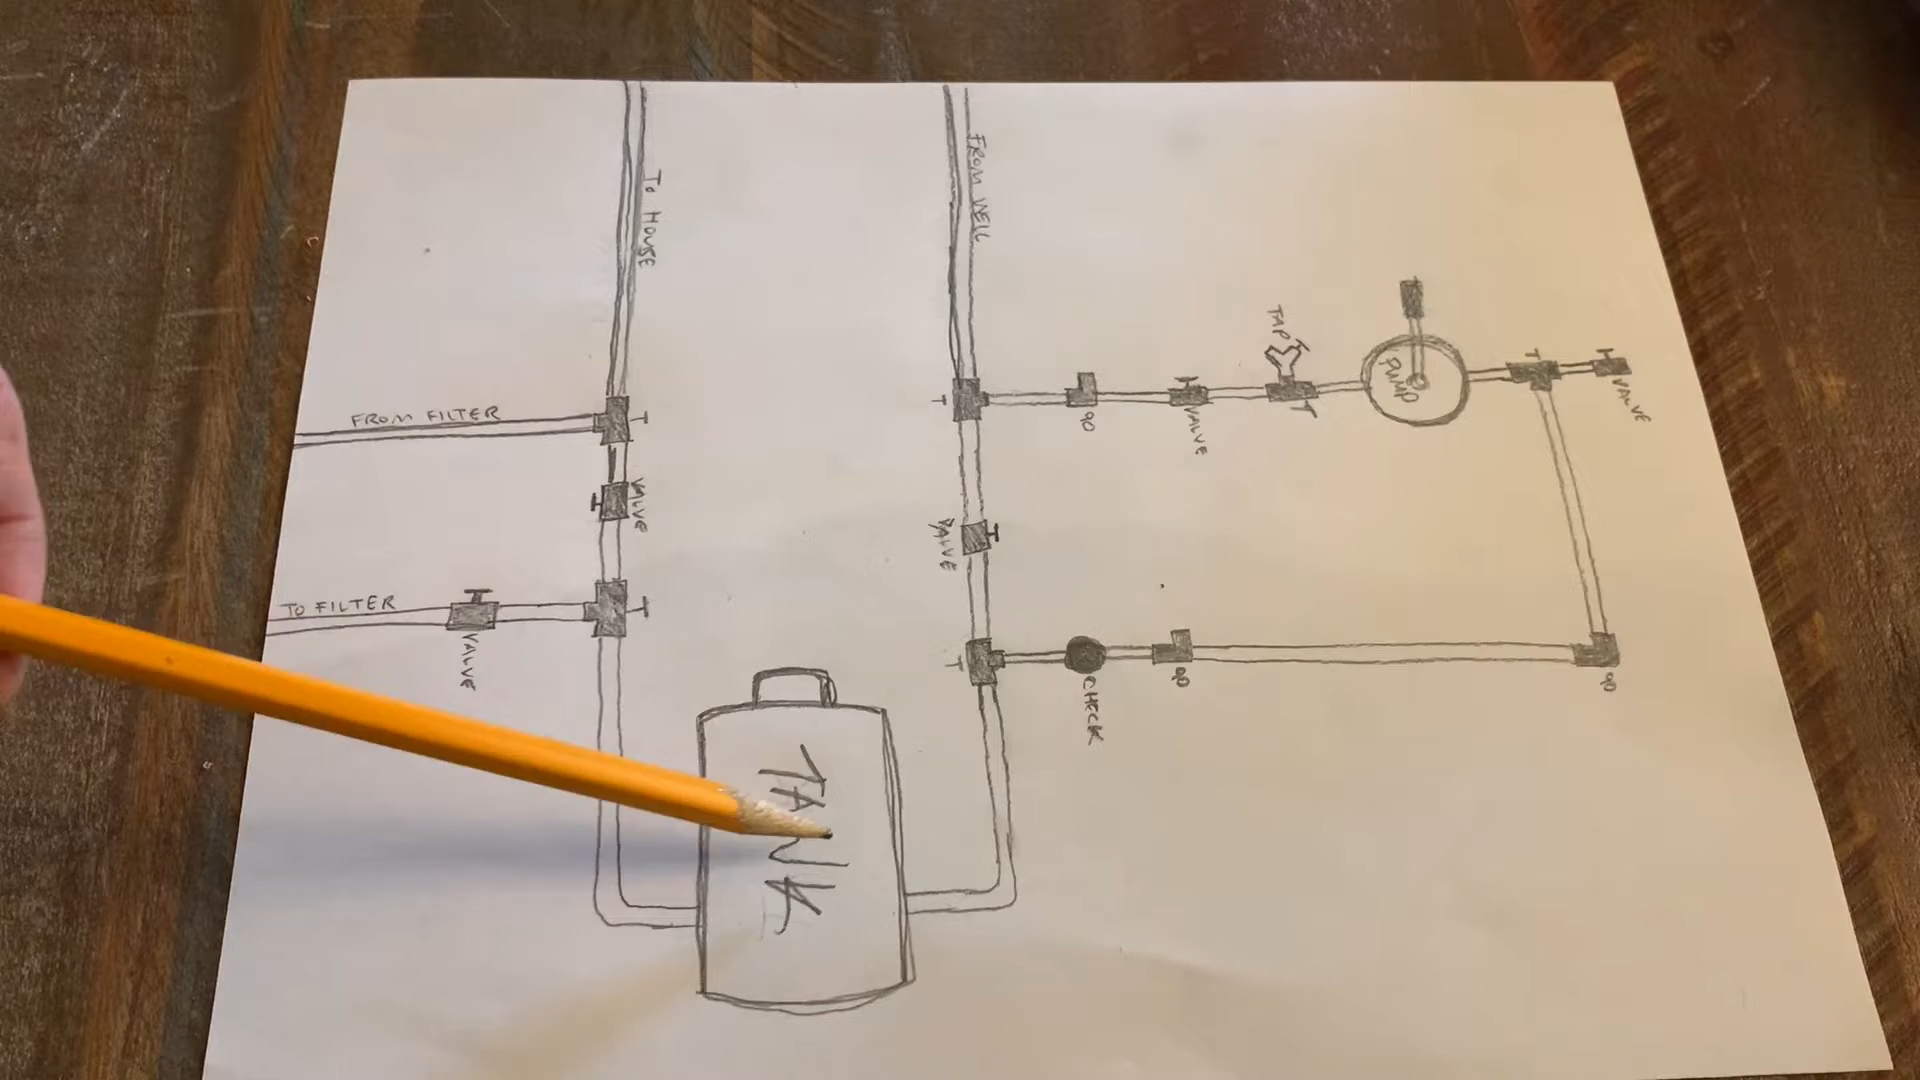 TO HOUSE
FROM WELL
TAP
PUMP
T
VALVE
T
90
VALVE
T
FROM FILTER
T
VALVE
VALVE
TO FILTER
T
VALVE
T
CHECK
90
90
TANK